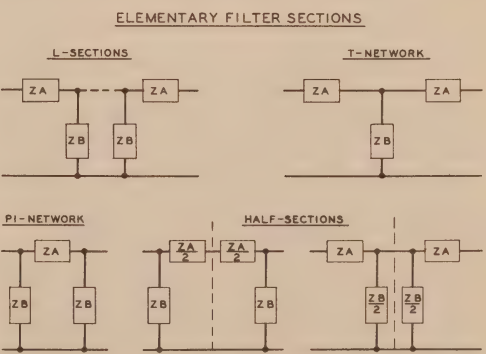 ELEMENTARY FILTER SECTIONS
L-SECTIONS
T-NETWORK
ZA ZA ZA ZA
ZB ZB ZB
PI-NETWORK
HALF-SECTIONS
ZA ZA/2 ZA/2 ZA ZA
ZB ZB ZB ZB ZB/2 ZB/2